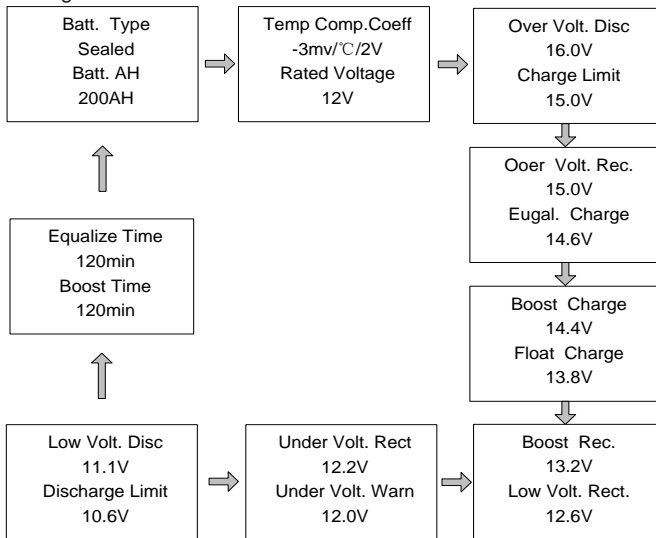 Batt. Type
Sealed
Batt. AH
200AH
Temp Comp.Coeff
-3mv/℃/2V
Rated Voltage
12V
Over Volt. Disc
16.0V
Charge Limit
15.0V
Ooer Volt. Rec.
15.0V
Eugal. Charge
14.6V
Boost Charge
14.4V
Float Charge
13.8V
Boost Rec.
13.2V
Low Volt. Rect.
12.6V
Under Volt. Rect
12.2V
Under Volt. Warn
12.0V
Low Volt. Disc
11.1V
Discharge Limit
10.6V
Equalize Time
120min
Boost Time
120min